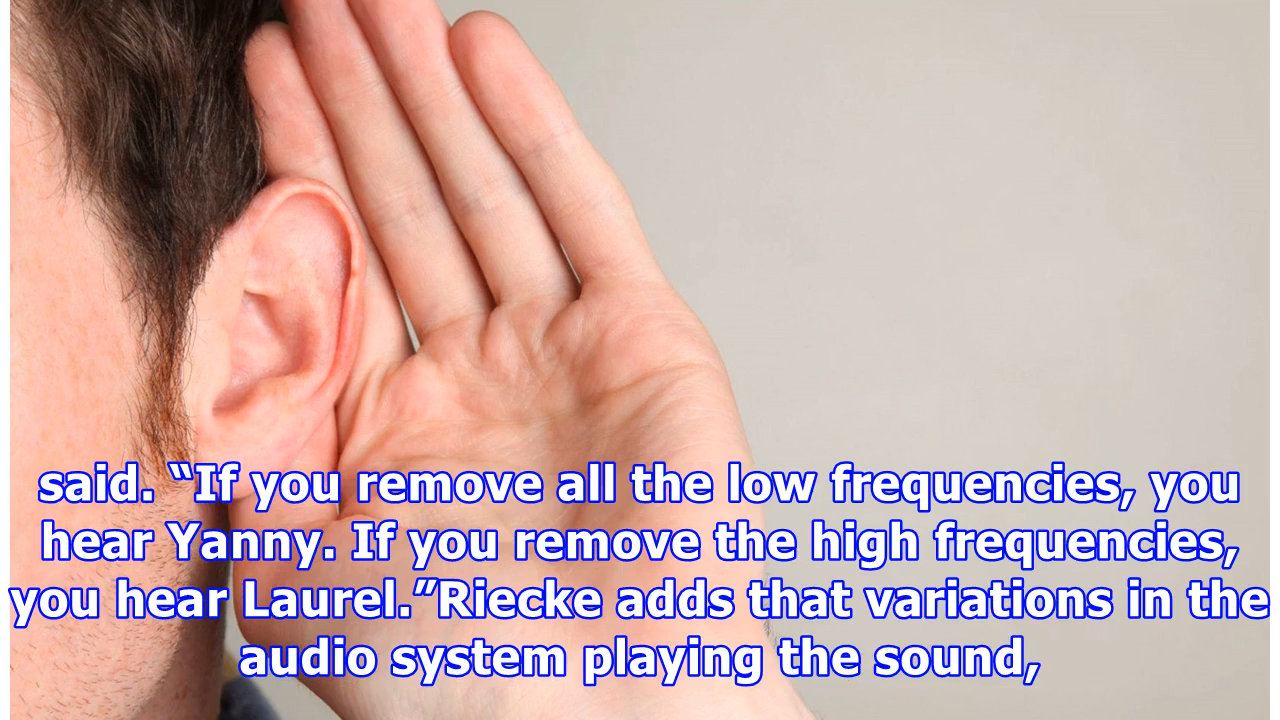 said. “If you remove all the low frequencies, you
hear Yanny. If you remove the high frequencies,
you hear Laurel.”Riecke adds that variations in the
audio system playing the sound,